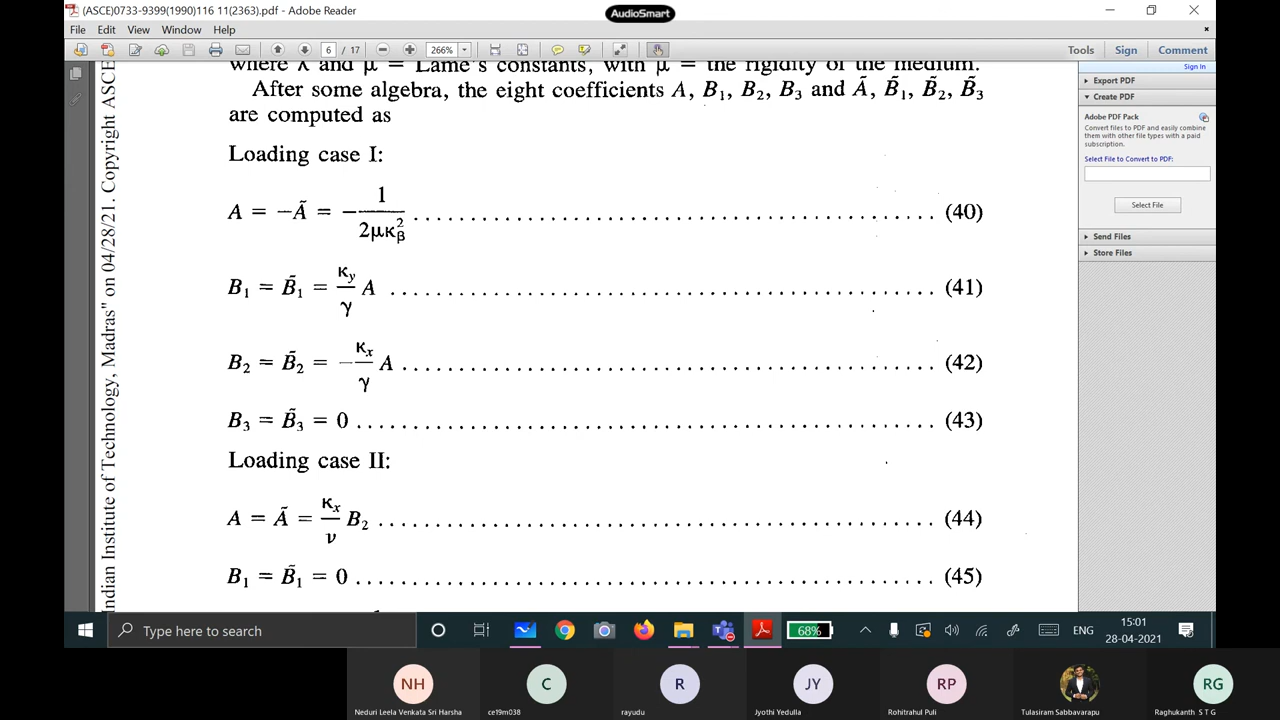 (ASCE)0733-9399(1990)116 11(2363).pdf - Adobe Reader
AudioSmart
File Edit View Window Help
6 / 17 266% Tools Sign Comment
Sign In
Export PDF
Create PDF
Adobe PDF Pack
Convert files to PDF and easily combine
them with other file types with a paid
subscription.
Select File to Convert to PDF:
Select File
Send Files
Store Files
Indian Institute of Technology, Madras" on 04/28/21. Copyright ASC
where λ and μ = Lame's constants, with μ = the rigidity of the medium.
After some algebra, the eight coefficients A, B₁, B₂, B₃ and Ã, B̃₁, B̃₂, B̃₃
are computed as
Loading case I:
A = −Ã = −1/(2μκ_β²) (40)
B₁ = B̃₁ = κ_y/γ A (41)
B₂ = B̃₂ = −κₓ/γ A (42)
B₃ = B̃₃ = 0 (43)
Loading case II:
A = Ã = κₓ/ν B₂ (44)
B₁ = B̃₁ = 0 (45)
Type here to search
68%
ENG
15:01
28-04-2021
NH C R JY RP RG
Neduri Leela Venkata Sri Harsha ce19m038 rayudu Jyothi Yedulla Rohitrahul Puli Tulasiram Sabbavarapu Raghukanth S T G